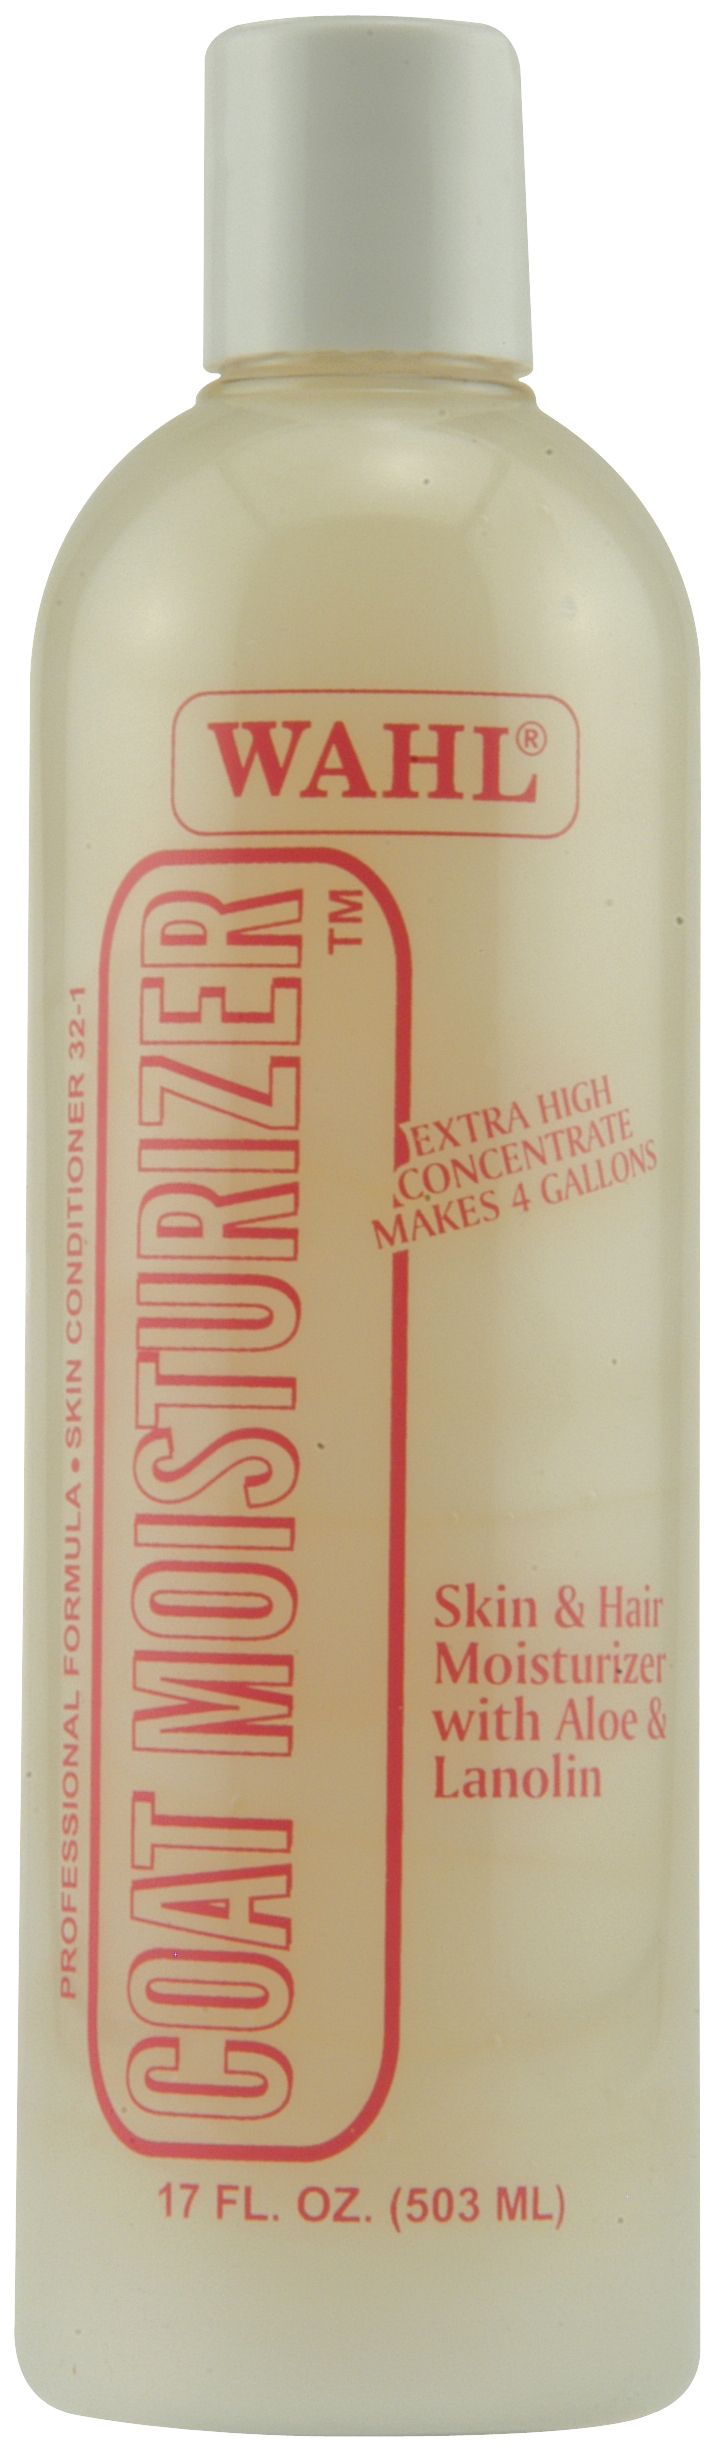 WAHL®
COAT MOISTURIZER™
PROFESSIONAL FORMULA • SKIN CONDITIONER 32-1
EXTRA HIGH
CONCENTRATE
MAKES 4 GALLONS
Skin & Hair
Moisturizer
with Aloe &
Lanolin
17 FL. OZ. (503 ML)